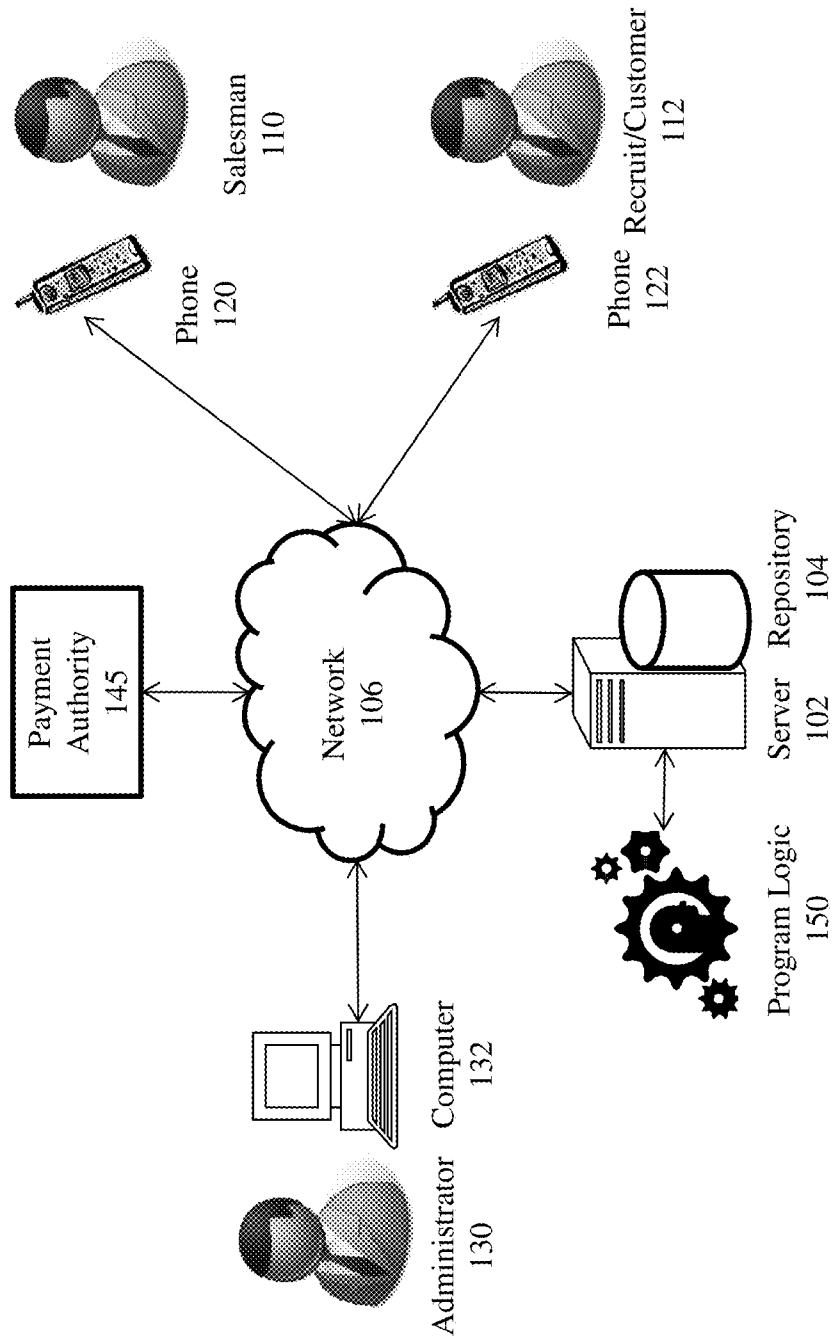 Payment
Authority
145
Salesman
110
Phone
120
Network
106
Administrator
130
Computer
132
Phone
122
Recruit/Customer
112
Program Logic
150
Server
102
Repository
104